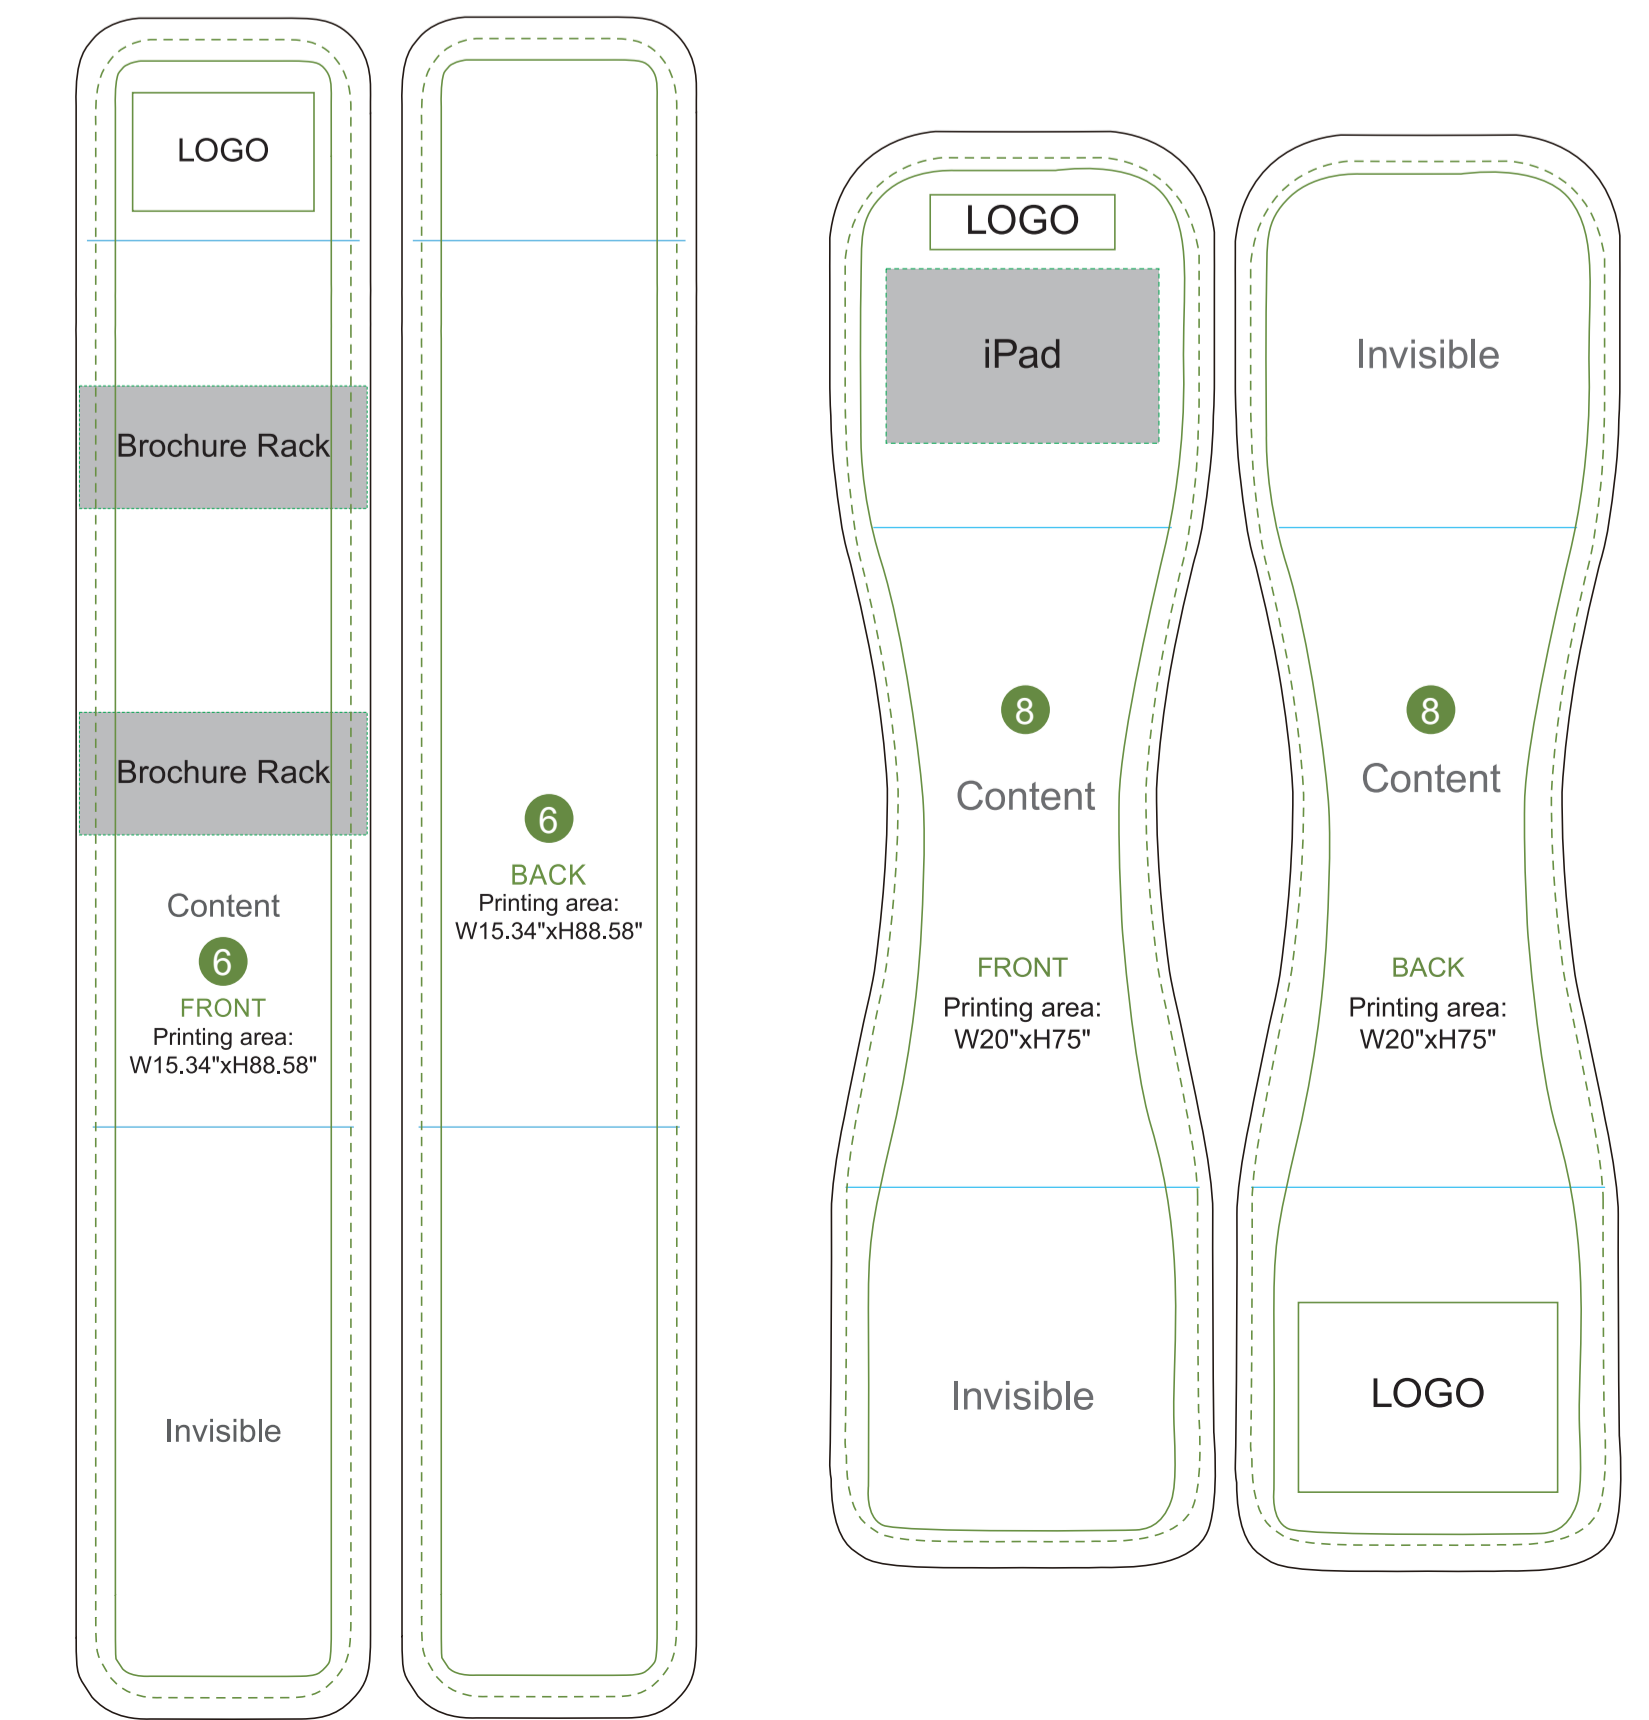 LOGO
Brochure Rack
Brochure Rack
Content
6
FRONT
Printing area:
W15.34"xH88.58"
Invisible
6
BACK
Printing area:
W15.34"xH88.58"
LOGO
iPad
8
Content
FRONT
Printing area:
W20"xH75"
Invisible
Invisible
8
Content
BACK
Printing area:
W20"xH75"
LOGO